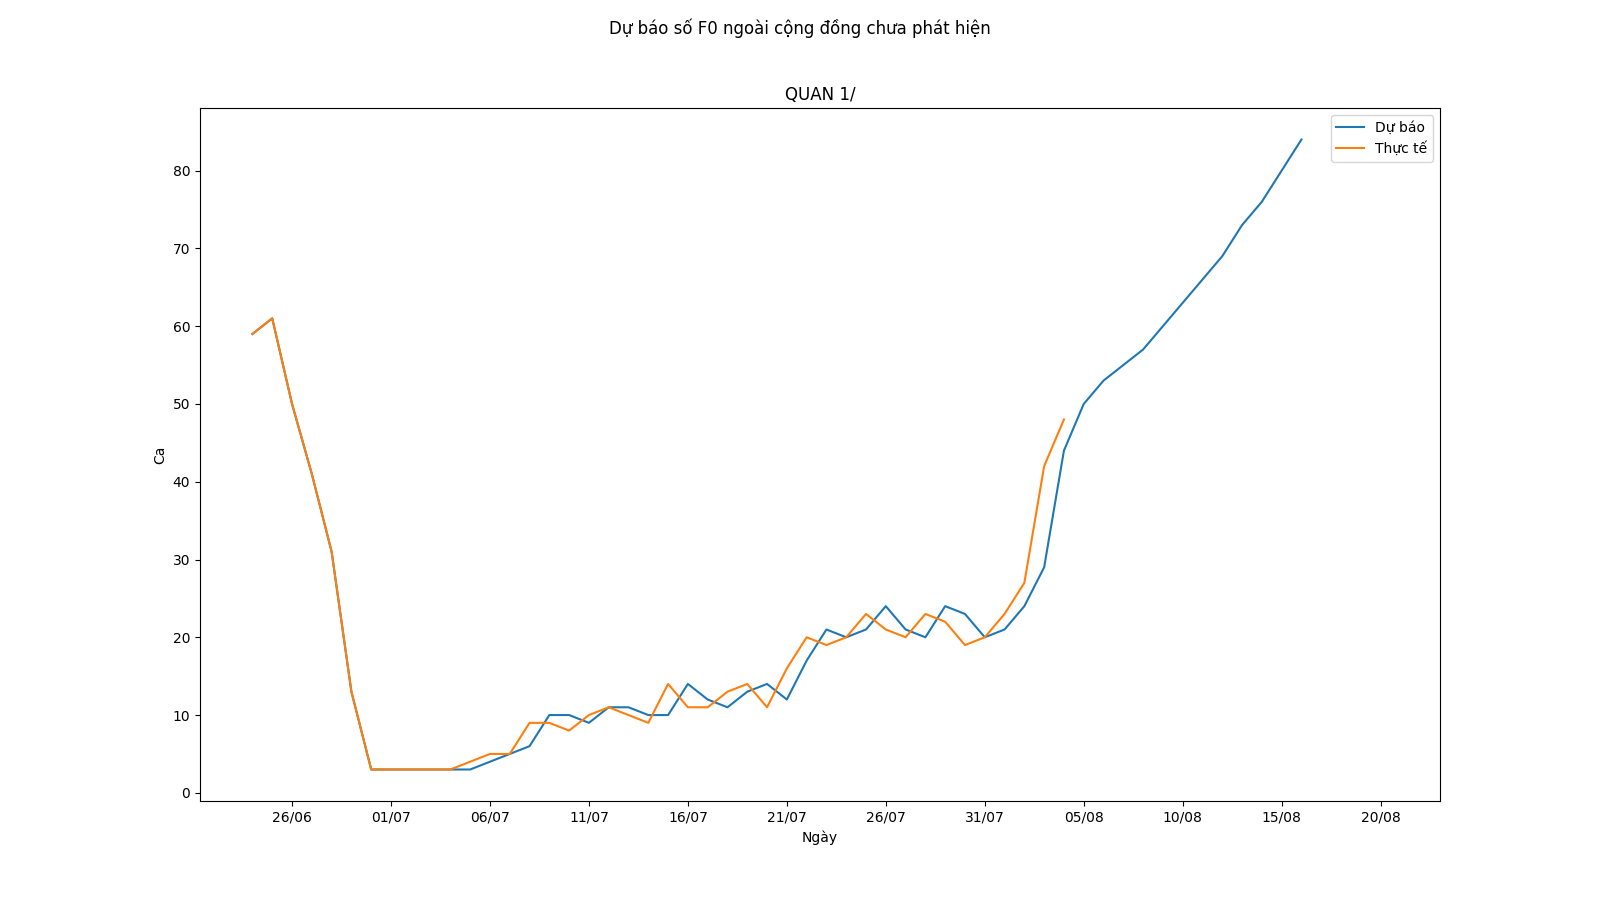 Dự báo số F0 ngoài cộng đồng chưa phát hiện
QUAN 1/
Dự báo
Thực tế
80
70
60
50
40
30
20
10
0
Ca
26/06 01/07 06/07 11/07 16/07 21/07 26/07 31/07 05/08 10/08 15/08 20/08
Ngày